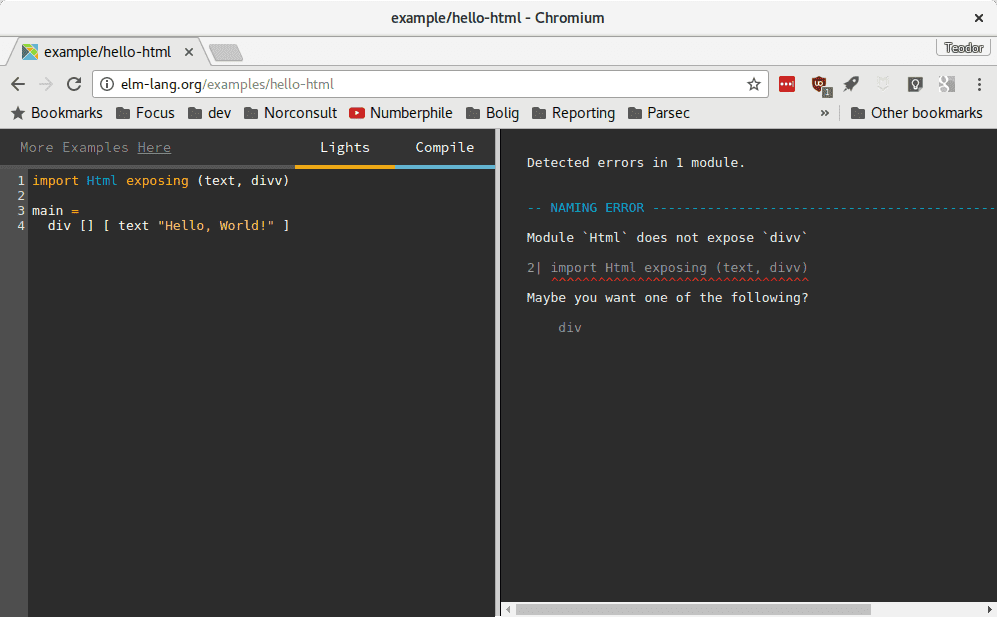 example/hello-html - Chromium
example/hello-html
Teodor
elm-lang.org/examples/hello-html
1
Bookmarks Focus dev Norconsult Numberphile Bolig Reporting Parsec » Other bookmarks
More Examples Here Lights Compile
1 import Html exposing (text, divv)
2
3 main =
4 div [] [ text "Hello, World!" ]
Detected errors in 1 module.
-- NAMING ERROR --------------------------------------------
Module `Html` does not expose `divv`
2| import Html exposing (text, divv)
Maybe you want one of the following?
div